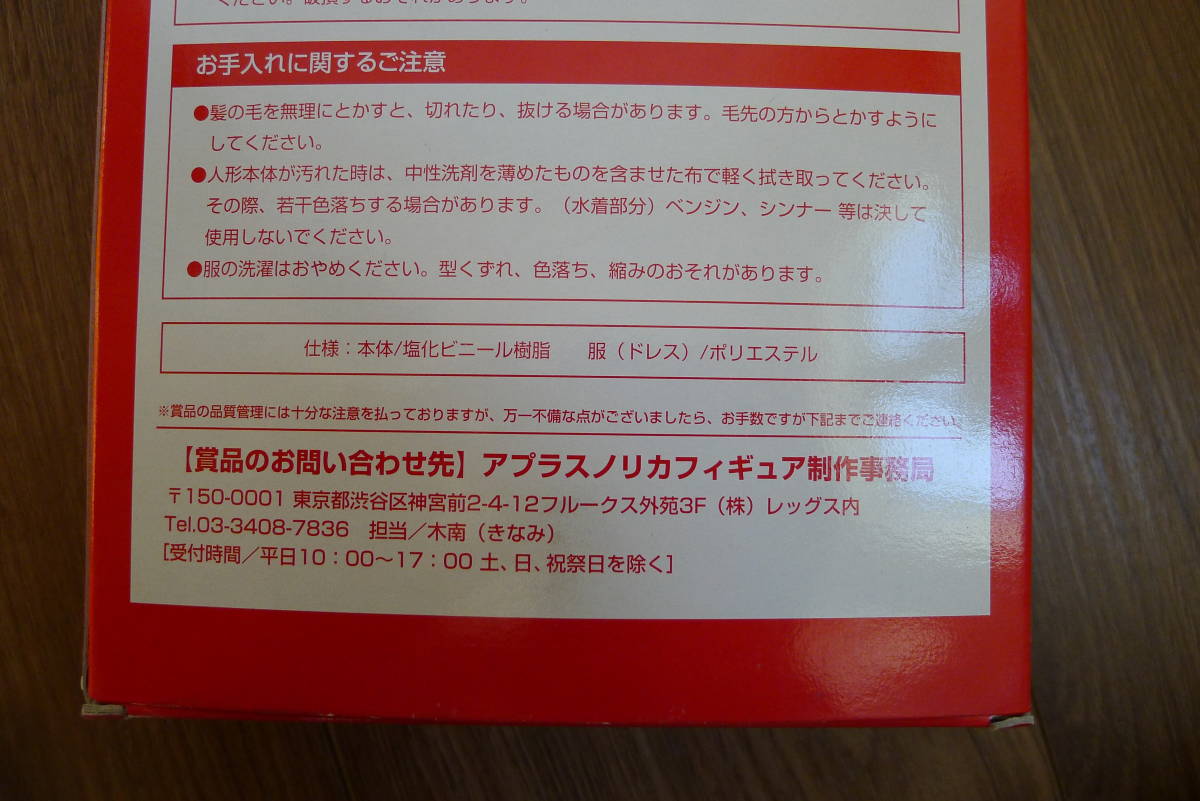 ください。破損するおそれがあります。
お手入れに関するご注意
●髪の毛を無理にとかすと、切れたり、抜ける場合があります。毛先の方からとかすように
してください。
●人形本体が汚れた時は、中性洗剤を薄めたものを含ませた布で軽く拭き取ってください。
その際、若干色落ちする場合があります。（水着部分）ベンジン、シンナー 等は決して
使用しないでください。
●服の洗濯はおやめください。型くずれ、色落ち、縮みのおそれがあります。
仕様：本体/塩化ビニール樹脂　　服（ドレス）/ポリエステル
※賞品の品質管理には十分な注意を払っておりますが、万一不備な点がございましたら、お手数ですが下記までご連絡ください。
【賞品のお問い合わせ先】アプラスノリカフィギュア制作事務局
〒150-0001 東京都渋谷区神宮前2-4-12フルークス外苑3F（株）レッグス内
Tel.03-3408-7836　担当／木南（きなみ）
［受付時間／平日10：00〜17：00 土、日、祝祭日を除く］